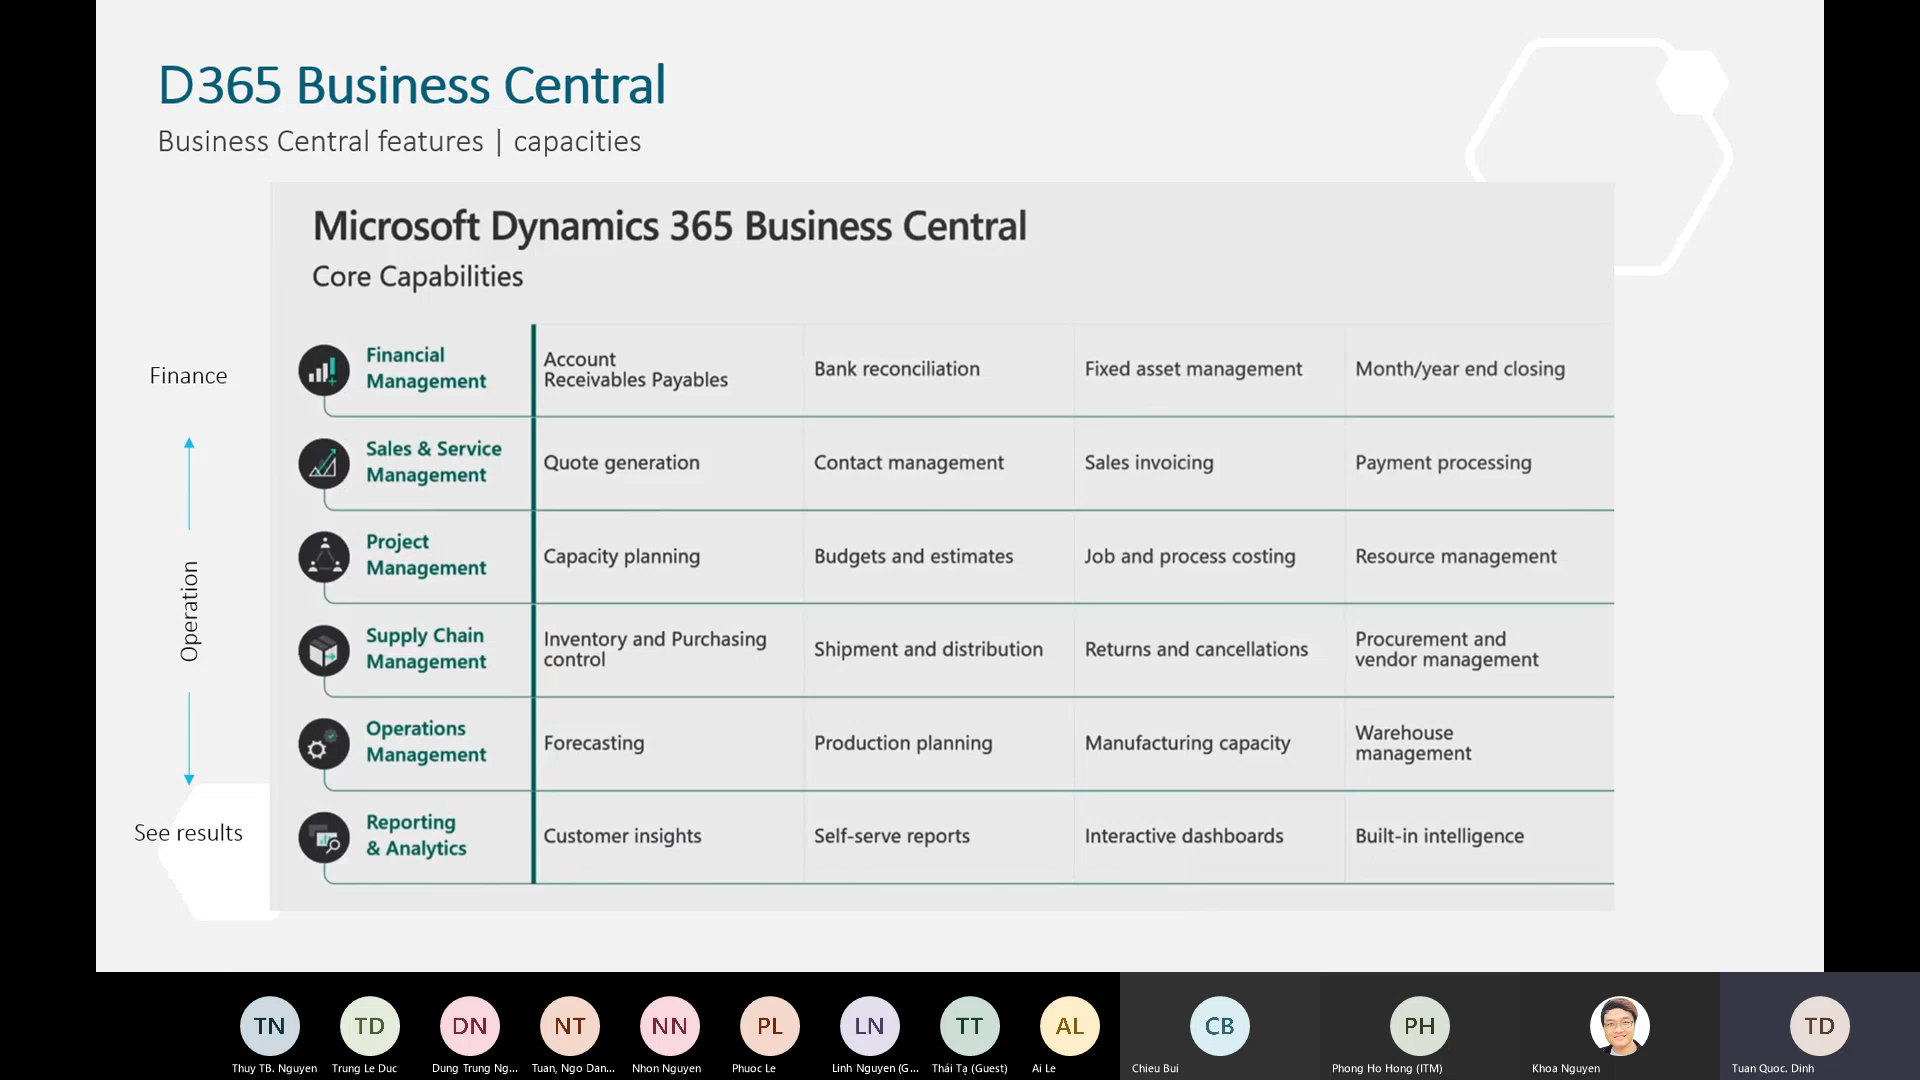 D365 Business Central
Business Central features | capacities
Microsoft Dynamics 365 Business Central
Core Capabilities
Finance
Operation
See results
Financial
Management
Account
Receivables Payables
Bank reconciliation
Fixed asset management
Month/year end closing
Sales & Service
Management
Quote generation
Contact management
Sales invoicing
Payment processing
Project
Management
Capacity planning
Budgets and estimates
Job and process costing
Resource management
Supply Chain
Management
Inventory and Purchasing
control
Shipment and distribution
Returns and cancellations
Procurement and
vendor management
Operations
Management
Forecasting
Production planning
Manufacturing capacity
Warehouse
management
Reporting
& Analytics
Customer insights
Self-serve reports
Interactive dashboards
Built-in intelligence
TN
Thuy TB. Nguyen
TD
Trung Le Duc
DN
Dung Trung Ng...
NT
Tuan, Ngo Dan...
NN
Nhon Nguyen
PL
Phuoc Le
LN
Linh Nguyen (G...
TT
Thái Tạ (Guest)
AL
Ai Le
CB
Chieu Bui
PH
Phong Ho Hong (ITM)
Khoa Nguyen
TD
Tuan Quoc. Dinh